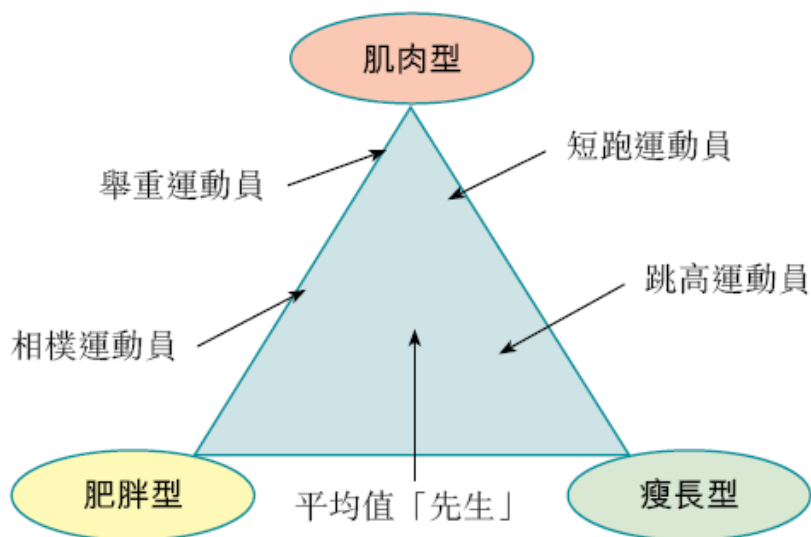 肌肉型
短跑運動員
舉重運動員
跳高運動員
相樸運動員
肥胖型
平均值「先生」
瘦長型